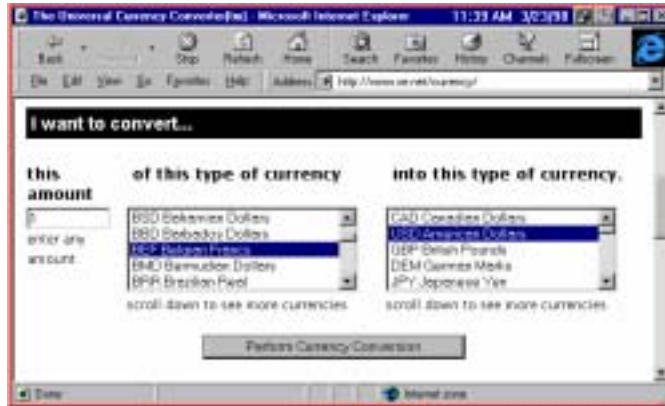 The Universal Currency Converter[tm] - Microsoft Internet Explorer 11:39 AM 3/23/98
Back Stop Refresh Home Search Favorites History Channels Fullscreen
File Edit View Go Favorites Help Address http://www.xe.net/currency/
I want to convert...
this amount
of this type of currency
into this type of currency.
enter any amount
BSD Bahamian Dollars
BBD Barbados Dollars
BEF Belgian Francs
BMD Bermudian Dollars
BRR Brazilian Real
scroll down to see more currencies
CAD Canadian Dollars
USD American Dollars
GBP British Pounds
DEM German Marks
JPY Japanese Yen
scroll down to see more currencies
Perform Currency Conversion
Done
Internet zone